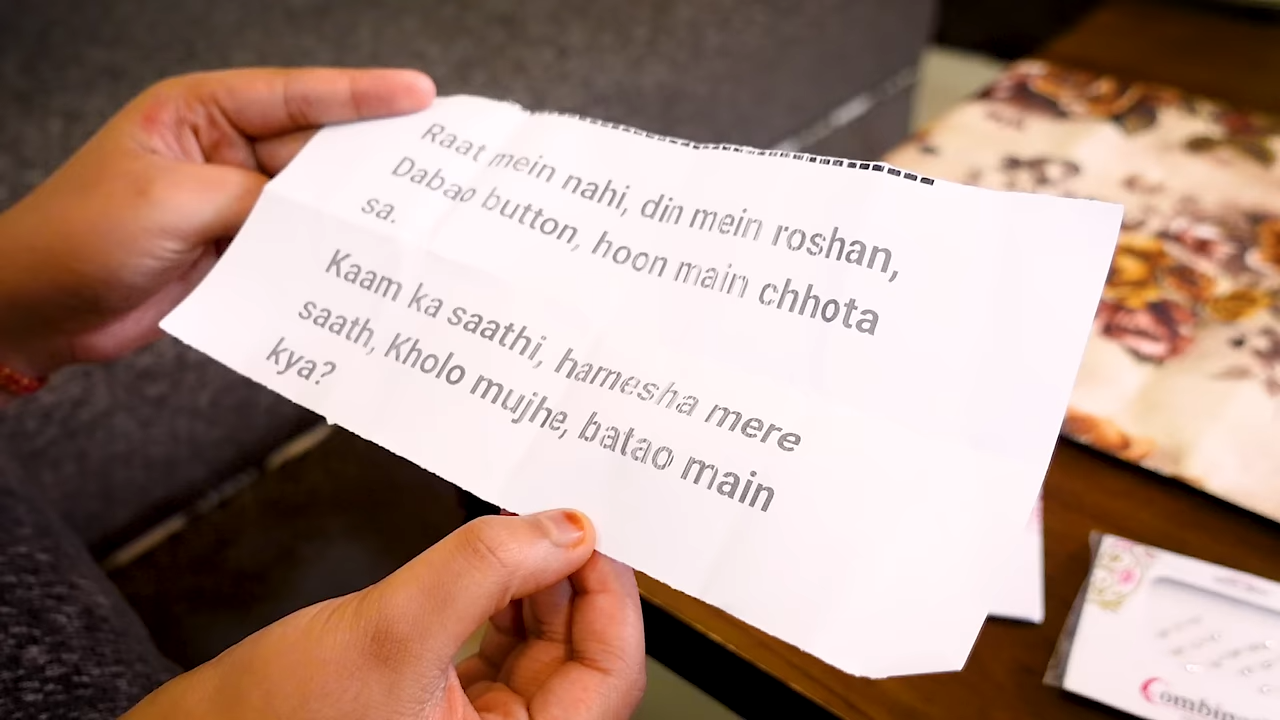 Raat mein nahi, din mein roshan,
Dabao button, hoon main chhota
sa.
Kaam ka saathi, hamesha mere
saath, Kholo mujhe, batao main
kya?